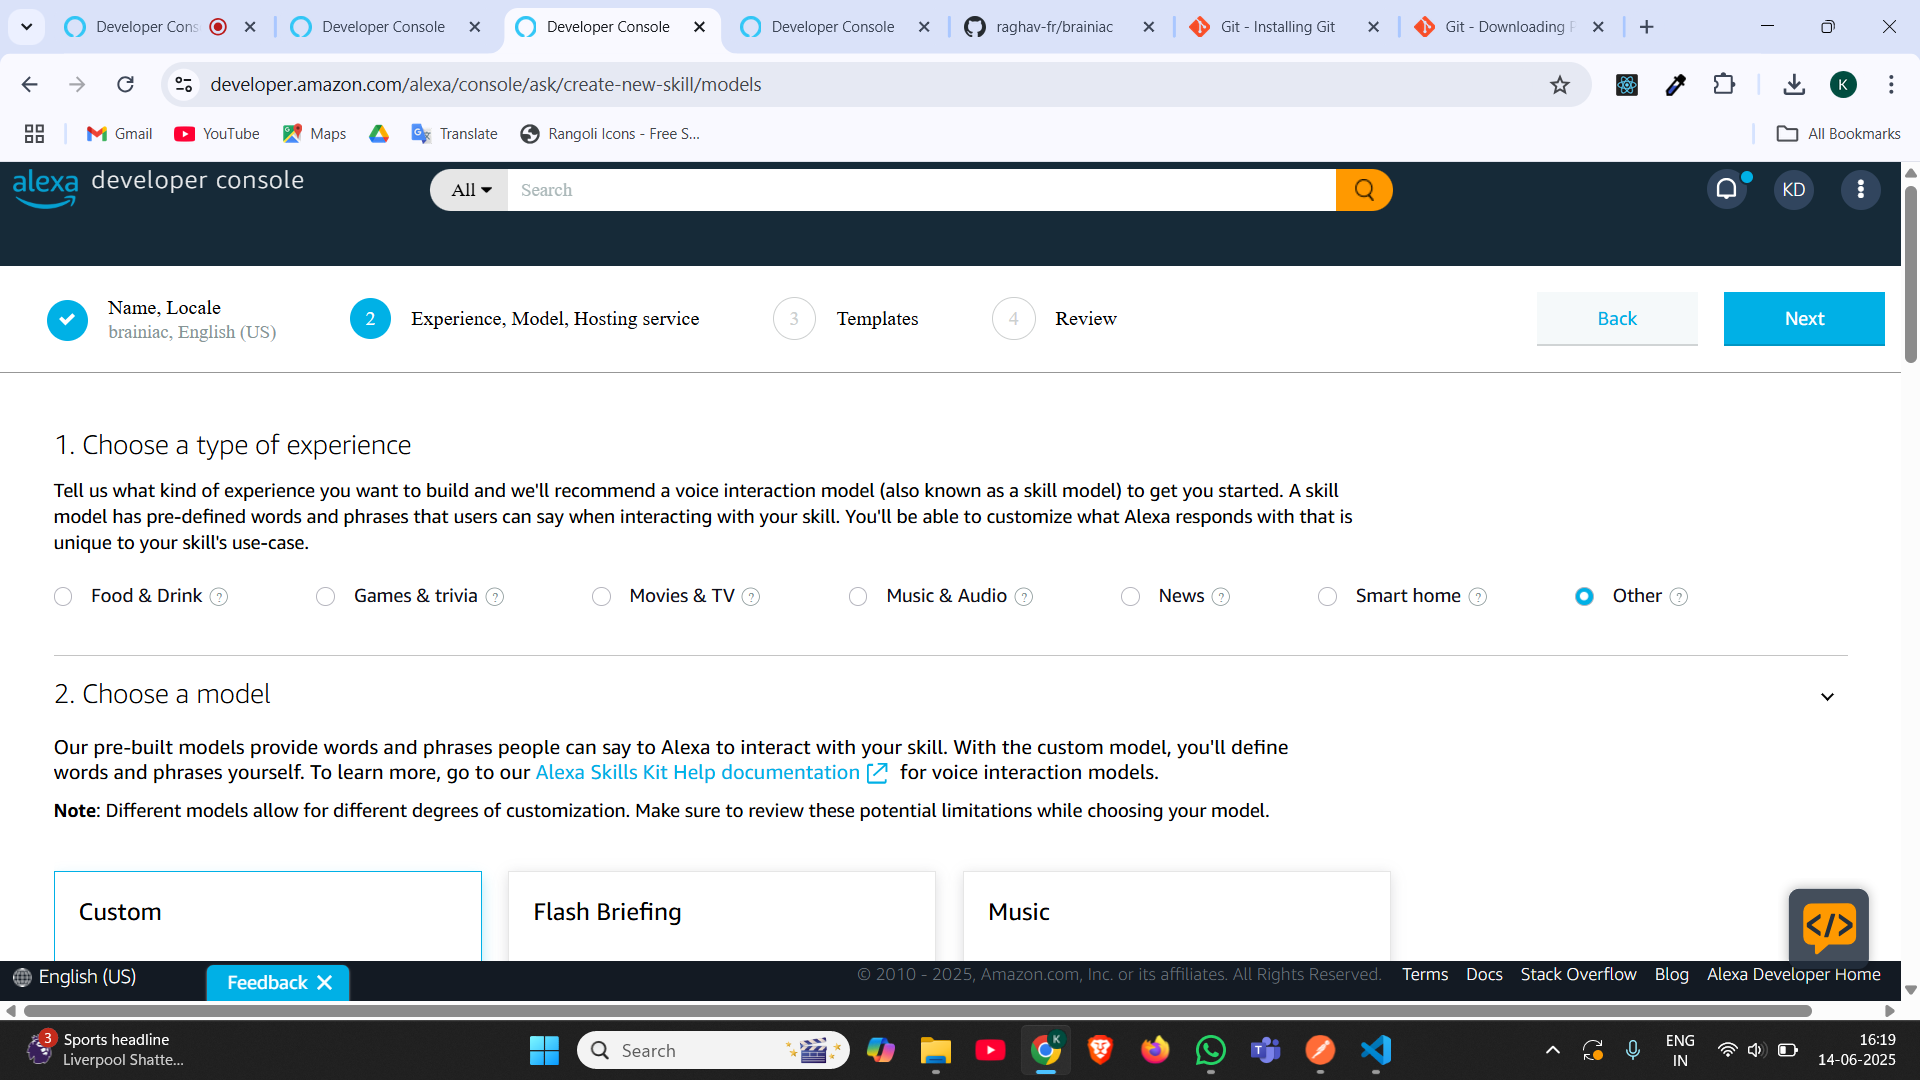 Developer Cons
Developer Console
Developer Console
Developer Console
raghav-fr/brainiac
Git - Installing Git
Git - Downloading P
developer.amazon.com/alexa/console/ask/create-new-skill/models
K
Gmail
YouTube
Maps
Translate
Rangoli Icons - Free S...
All Bookmarks
alexa developer console
All
Search
KD
Name, Locale
brainiac, English (US)
2
Experience, Model, Hosting service
3
Templates
4
Review
Back
Next
1. Choose a type of experience
Tell us what kind of experience you want to build and we'll recommend a voice interaction model (also known as a skill model) to get you started. A skill
model has pre-defined words and phrases that users can say when interacting with your skill. You'll be able to customize what Alexa responds with that is
unique to your skill's use-case.
Food & Drink ?
Games & trivia ?
Movies & TV ?
Music & Audio ?
News ?
Smart home ?
Other ?
2. Choose a model
Our pre-built models provide words and phrases people can say to Alexa to interact with your skill. With the custom model, you'll define
words and phrases yourself. To learn more, go to our Alexa Skills Kit Help documentation for voice interaction models.
Note: Different models allow for different degrees of customization. Make sure to review these potential limitations while choosing your model.
Custom
Flash Briefing
Music
</>
English (US)
Feedback
© 2010 - 2025, Amazon.com, Inc. or its affiliates. All Rights Reserved.
Terms
Docs
Stack Overflow
Blog
Alexa Developer Home
3
Sports headline
Liverpool Shatte...
Search
K
ENG
IN
16:19
14-06-2025